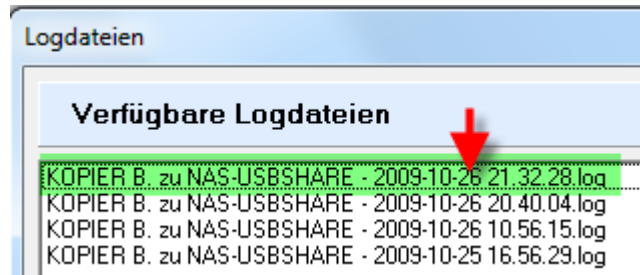 Logdateien
Verfügbare Logdateien
KOPIER B. zu NAS-USBSHARE - 2009-10-26 21.32.28.log
KOPIER B. zu NAS-USBSHARE - 2009-10-26 20.40.04.log
KOPIER B. zu NAS-USBSHARE - 2009-10-26 10.56.15.log
KOPIER B. zu NAS-USBSHARE - 2009-10-25 16.56.29.log